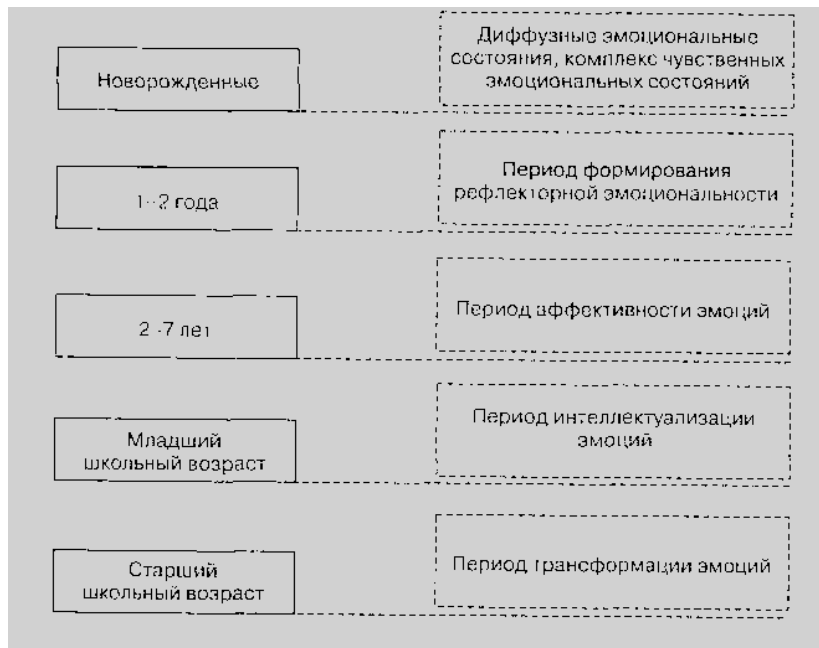 Новорожденные
Диффузные эмоциональные
состояния, комплекс чувственных
эмоциональных состояний
1-2 года
Период формирования
рефлекторной эмоциональности
2-7 лет
Период аффективности эмоций
Младший
школьный возраст
Период интеллектуализации
эмоций
Старший
школьный возраст
Период трансформации эмоций